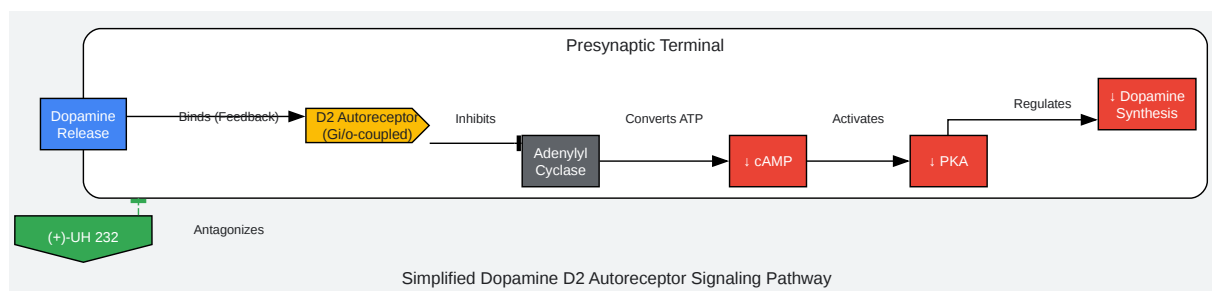 Presynaptic Terminal
Dopamine
Release
Binds (Feedback)
D2 Autoreceptor
(Gi/o-coupled)
Inhibits
Adenylyl
Cyclase
Converts ATP
↓ cAMP
Activates
↓ PKA
Regulates
↓ Dopamine
Synthesis
(+)-UH 232
Antagonizes
Simplified Dopamine D2 Autoreceptor Signaling Pathway